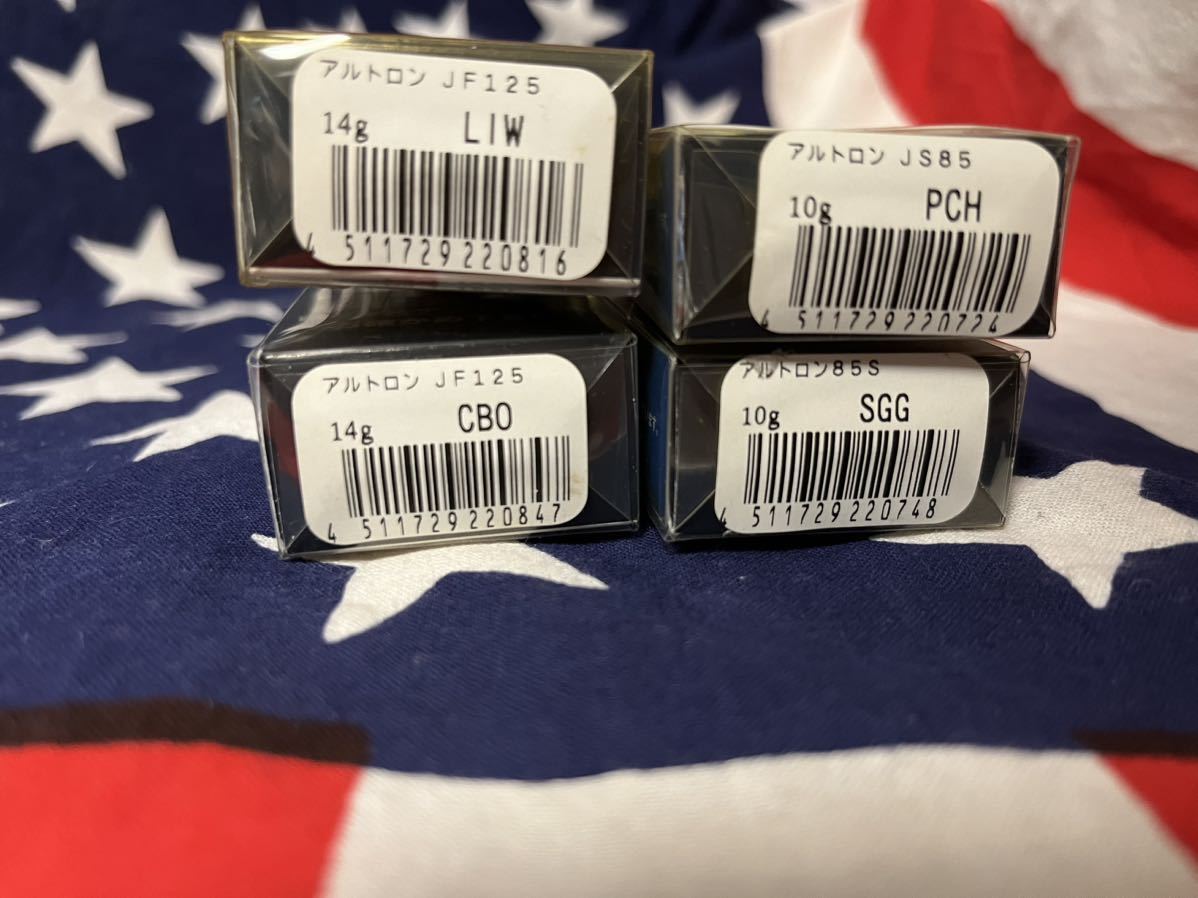 アルトロン JF125
14g LIW
4 511729 220816
アルトロン JS85
10g PCH
4 511729 220724
アルトロン JF125
14g CBO
4 511729 220847
アルトロン85S
10g SGG
4 511729 220748